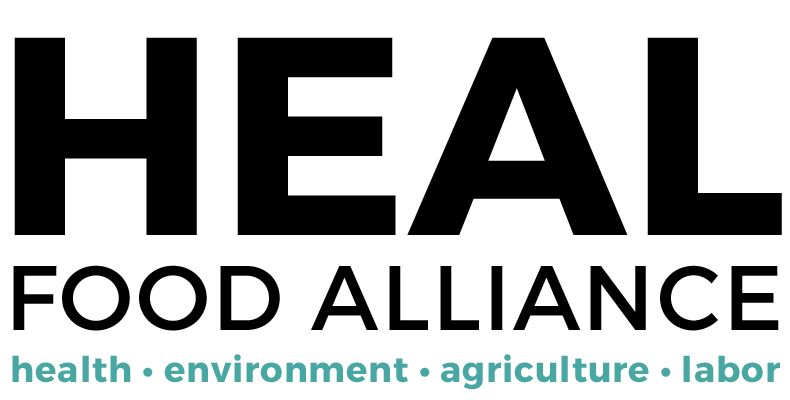 HEAL
FOOD ALLIANCE
health • environment • agriculture • labor